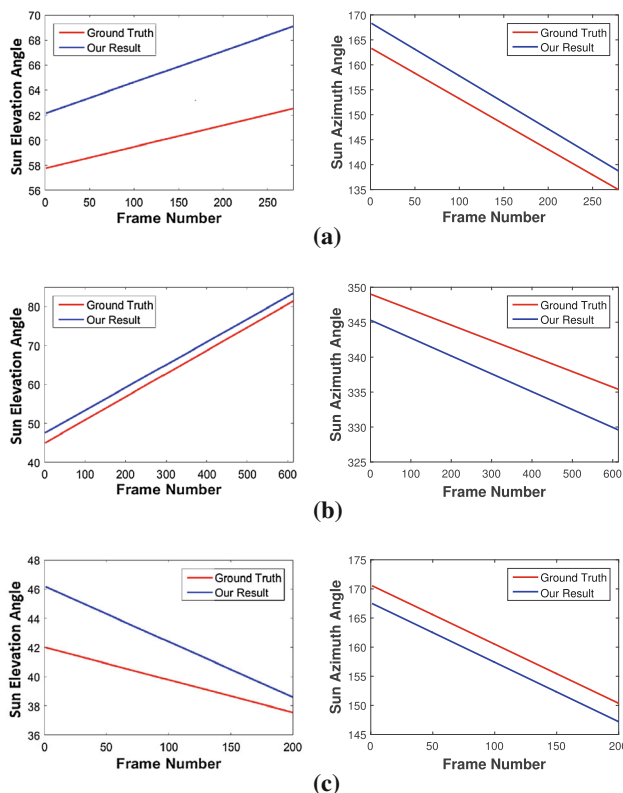 70
68
66
64
62
60
58
56
Sun Elevation Angle
Ground Truth
Our Result
0 50 100 150 200 250
Frame Number
170
165
160
155
150
145
140
135
Sun Azimuth Angle
Ground Truth
Our Result
0 50 100 150 200 250
Frame Number
(a)
80
70
60
50
40
Sun Elevation Angle
Ground Truth
Our Result
0 100 200 300 400 500 600
Frame Number
350
345
340
335
330
325
Sun Azimuth Angle
Ground Truth
Our Result
0 100 200 300 400 500 600
Frame Number
(b)
48
46
44
42
40
38
36
Sun Elevation Angle
Ground Truth
Our Result
0 50 100 150 200
Frame Number
175
170
165
160
155
150
145
Sun Azimuth Angle
Ground Truth
Our Result
0 50 100 150 200
Frame Number
(c)